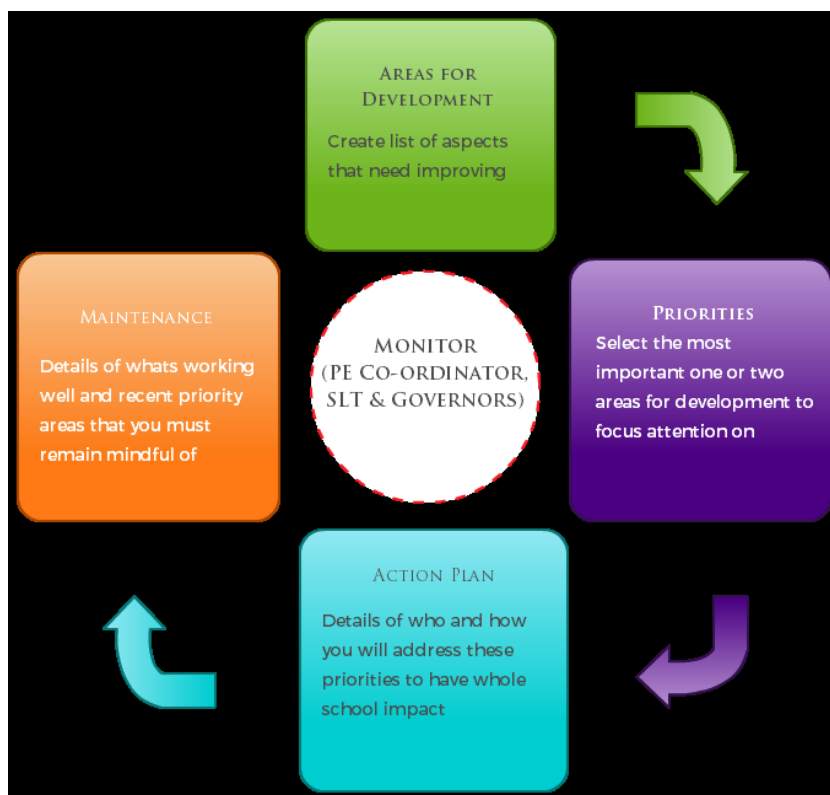 AREAS FOR
DEVELOPMENT
Create list of aspects
that need improving
PRIORITIES
Select the most
important one or two
areas for development to
focus attention on
ACTION PLAN
Details of who and how
you will address these
priorities to have whole
school impact
MAINTENANCE
Details of whats working
well and recent priority
areas that you must
remain mindful of
MONITOR
(PE CO-ORDINATOR,
SLT & GOVERNORS)